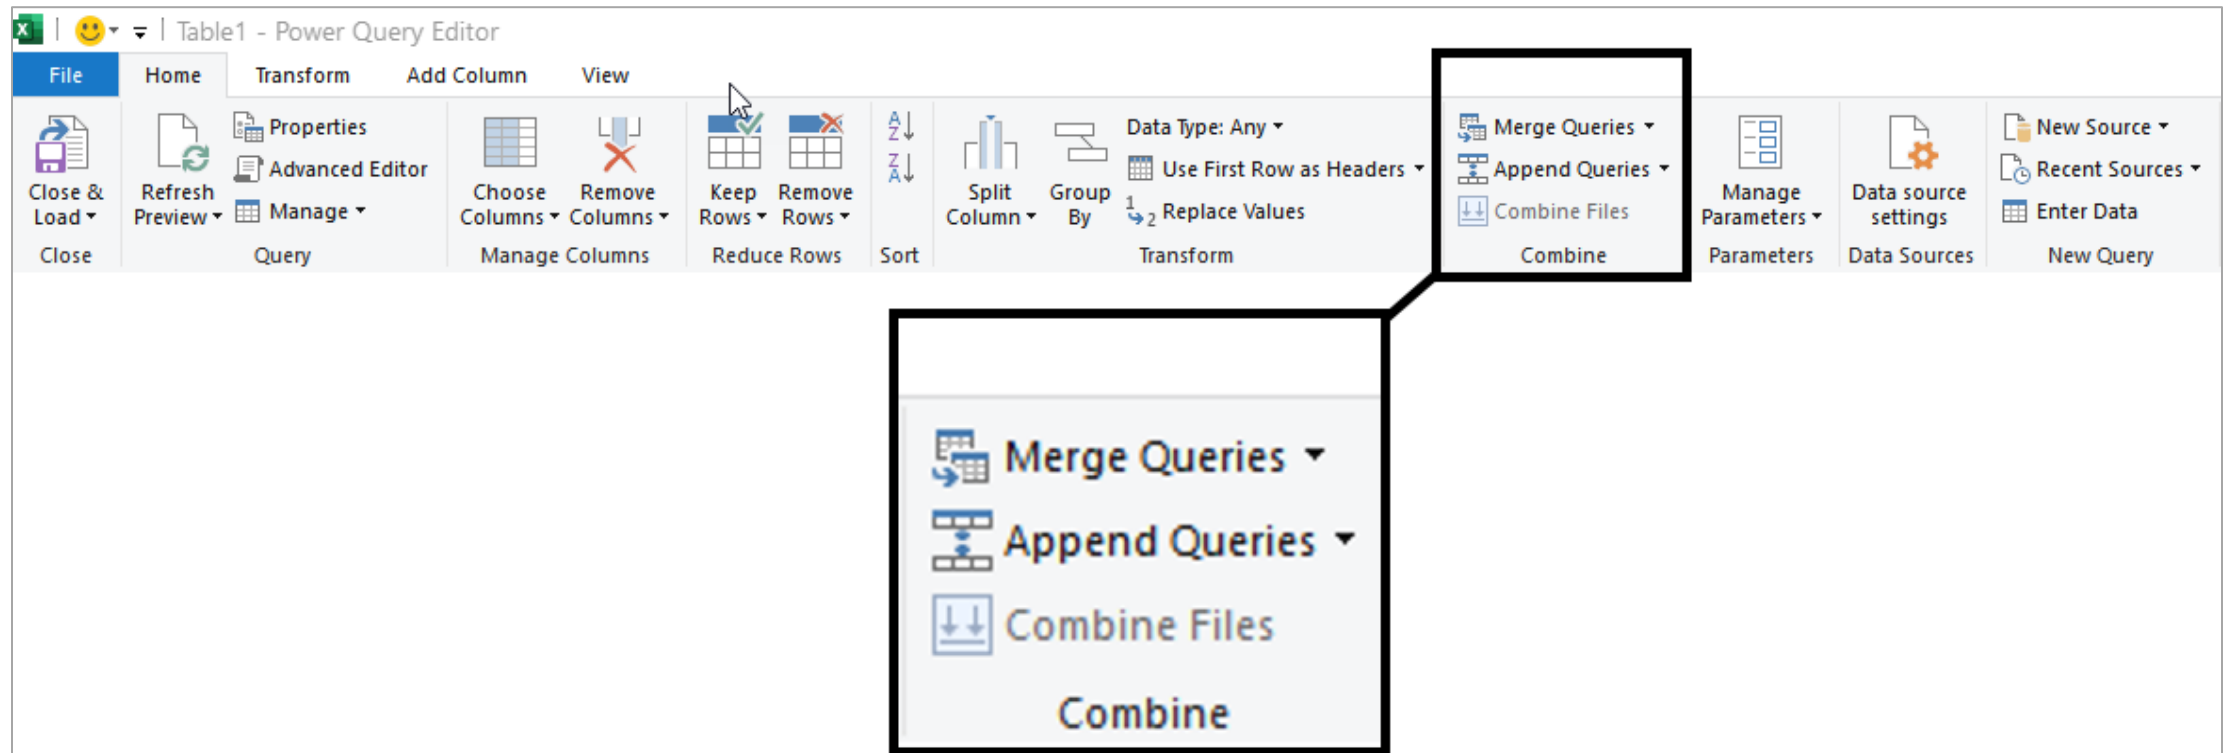 Table1 - Power Query Editor
File Home Transform Add Column View
Close & Load
Close
Refresh Preview
Properties
Advanced Editor
Manage
Query
Choose Columns
Remove Columns
Manage Columns
Keep Rows
Remove Rows
Reduce Rows
A Z
Z A
Sort
Split Column
Group By
Data Type: Any
Use First Row as Headers
1 2 Replace Values
Transform
Merge Queries
Append Queries
Combine Files
Combine
Manage Parameters
Parameters
Data source settings
Data Sources
New Source
Recent Sources
Enter Data
New Query
Merge Queries
Append Queries
Combine Files
Combine